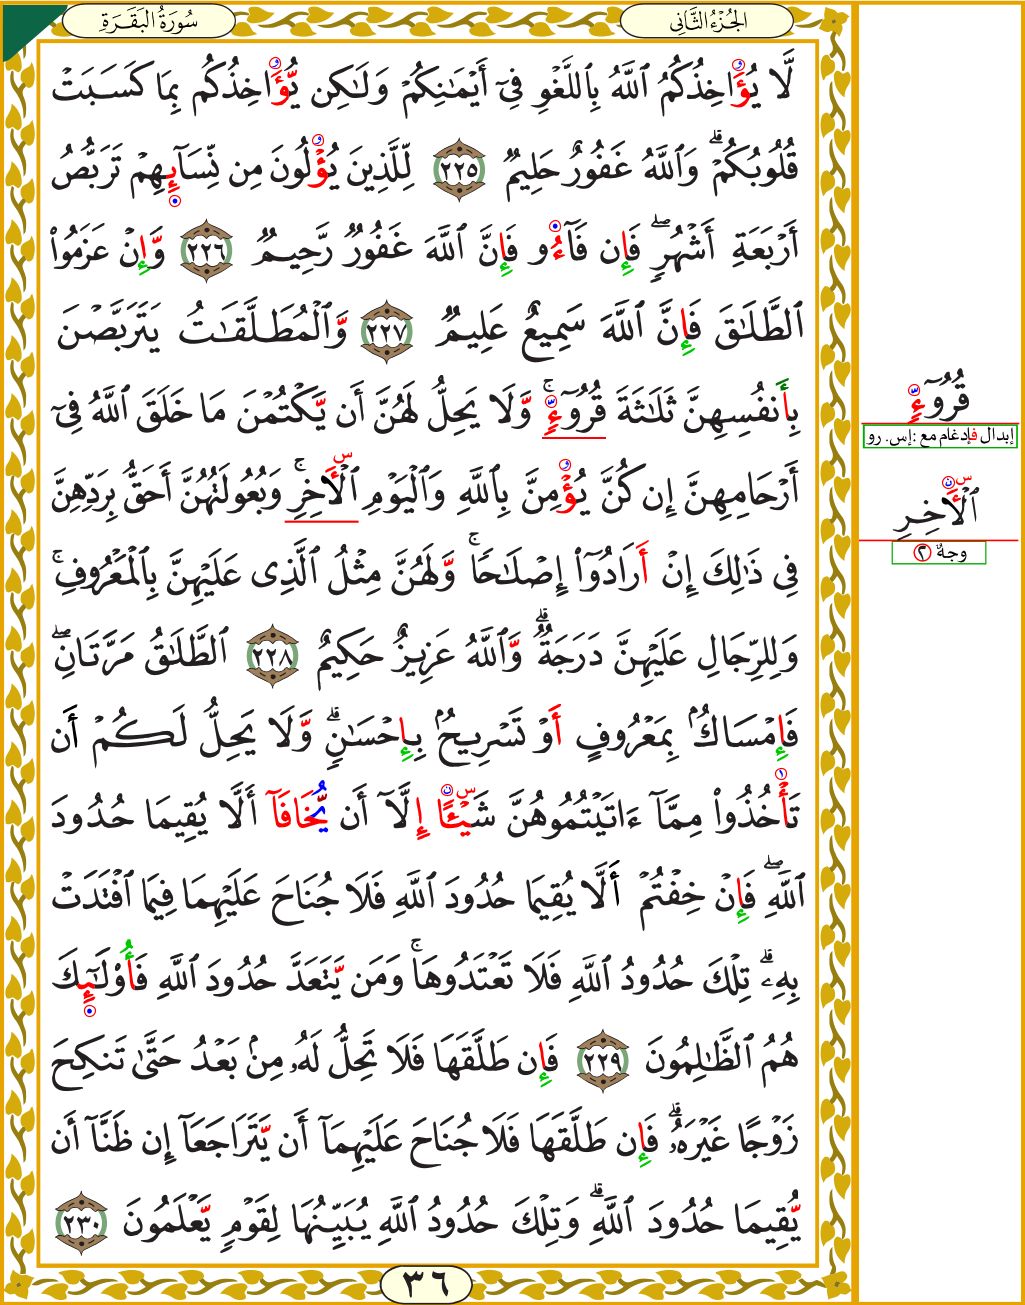 الجُزْءُ الثَّانِي
سُورَةُ البَقَرَةِ
لَّا يُؤَاخِذُكُمُ ٱللَّهُ بِٱللَّغْوِ فِىٓ أَيْمَـٰنِكُمْ وَلَـٰكِن يُّؤَاخِذُكُم بِمَا كَسَبَتْ
قُلُوبُكُمْ ۗ وَٱللَّهُ غَفُورٌ حَلِيمٌ ٢٢٥ لِّلَّذِينَ يُؤْلُونَ مِن نِّسَآئِهِمْ تَرَبُّصُ
أَرْبَعَةِ أَشْهُرٍ ۖ فَإِن فَآءُو فَإِنَّ ٱللَّهَ غَفُورٌ رَّحِيمٌ ٢٢٦ وَّإِنْ عَزَمُوا۟
ٱلطَّلَـٰقَ فَإِنَّ ٱللَّهَ سَمِيعٌ عَلِيمٌ ٢٢٧ وَّٱلْمُطَلَّقَـٰتُ يَتَرَبَّصْنَ
بِأَنفُسِهِنَّ ثَلَـٰثَةَ قُرُوٓءٍ ۚ وَّلَا يَحِلُّ لَهُنَّ أَن يَّكْتُمْنَ مَا خَلَقَ ٱللَّهُ فِىٓ
أَرْحَامِهِنَّ إِن كُنَّ يُؤْمِنَّ بِٱللَّهِ وَٱلْيَوْمِ ٱلْأَخِرِ ۚ وَبُعُولَتُهُنَّ أَحَقُّ بِرَدِّهِنَّ
فِى ذَٰلِكَ إِنْ أَرَادُوٓا۟ إِصْلَـٰحًا ۚ وَّلَهُنَّ مِثْلُ ٱلَّذِى عَلَيْهِنَّ بِٱلْمَعْرُوفِ ۚ
وَلِلرِّجَالِ عَلَيْهِنَّ دَرَجَةٌ ۗ وَّٱللَّهُ عَزِيزٌ حَكِيمٌ ٢٢٨ ٱلطَّلَـٰقُ مَرَّتَانِ ۖ
فَإِمْسَاكٌۢ بِمَعْرُوفٍ أَوْ تَسْرِيحٌۢ بِإِحْسَـٰنٍ ۗ وَّلَا يَحِلُّ لَكُمْ أَن
تَأْخُذُوا۟ مِمَّآ ءَاتَيْتُمُوهُنَّ شَيْـًٔا إِلَّآ أَن يُّخَافَآ أَلَّا يُقِيمَا حُدُودَ
ٱللَّهِ ۖ فَإِنْ خِفْتُمْ أَلَّا يُقِيمَا حُدُودَ ٱللَّهِ فَلَا جُنَاحَ عَلَيْهِمَا فِيمَا ٱفْتَدَتْ
بِهِۦ ۗ تِلْكَ حُدُودُ ٱللَّهِ فَلَا تَعْتَدُوهَا ۚ وَمَن يَّتَعَدَّ حُدُودَ ٱللَّهِ فَأُو۟لَـٰٓئِكَ
هُمُ ٱلظَّـٰلِمُونَ ٢٢٩ فَإِن طَلَّقَهَا فَلَا تَحِلُّ لَهُۥ مِنۢ بَعْدُ حَتَّىٰ تَنكِحَ
زَوْجًا غَيْرَهُۥ ۗ فَإِن طَلَّقَهَا فَلَا جُنَاحَ عَلَيْهِمَآ أَن يَّتَرَاجَعَآ إِن ظَنَّآ أَن
يُّقِيمَا حُدُودَ ٱللَّهِ ۗ وَتِلْكَ حُدُودُ ٱللَّهِ يُبَيِّنُهَا لِقَوْمٍ يَّعْلَمُونَ ٢٣٠
قُرُوٓءٍ
إبدال فإدغام مع :إس. رو
ٱلْأَخِرِ
س
وجهٌ ٢
٣٦